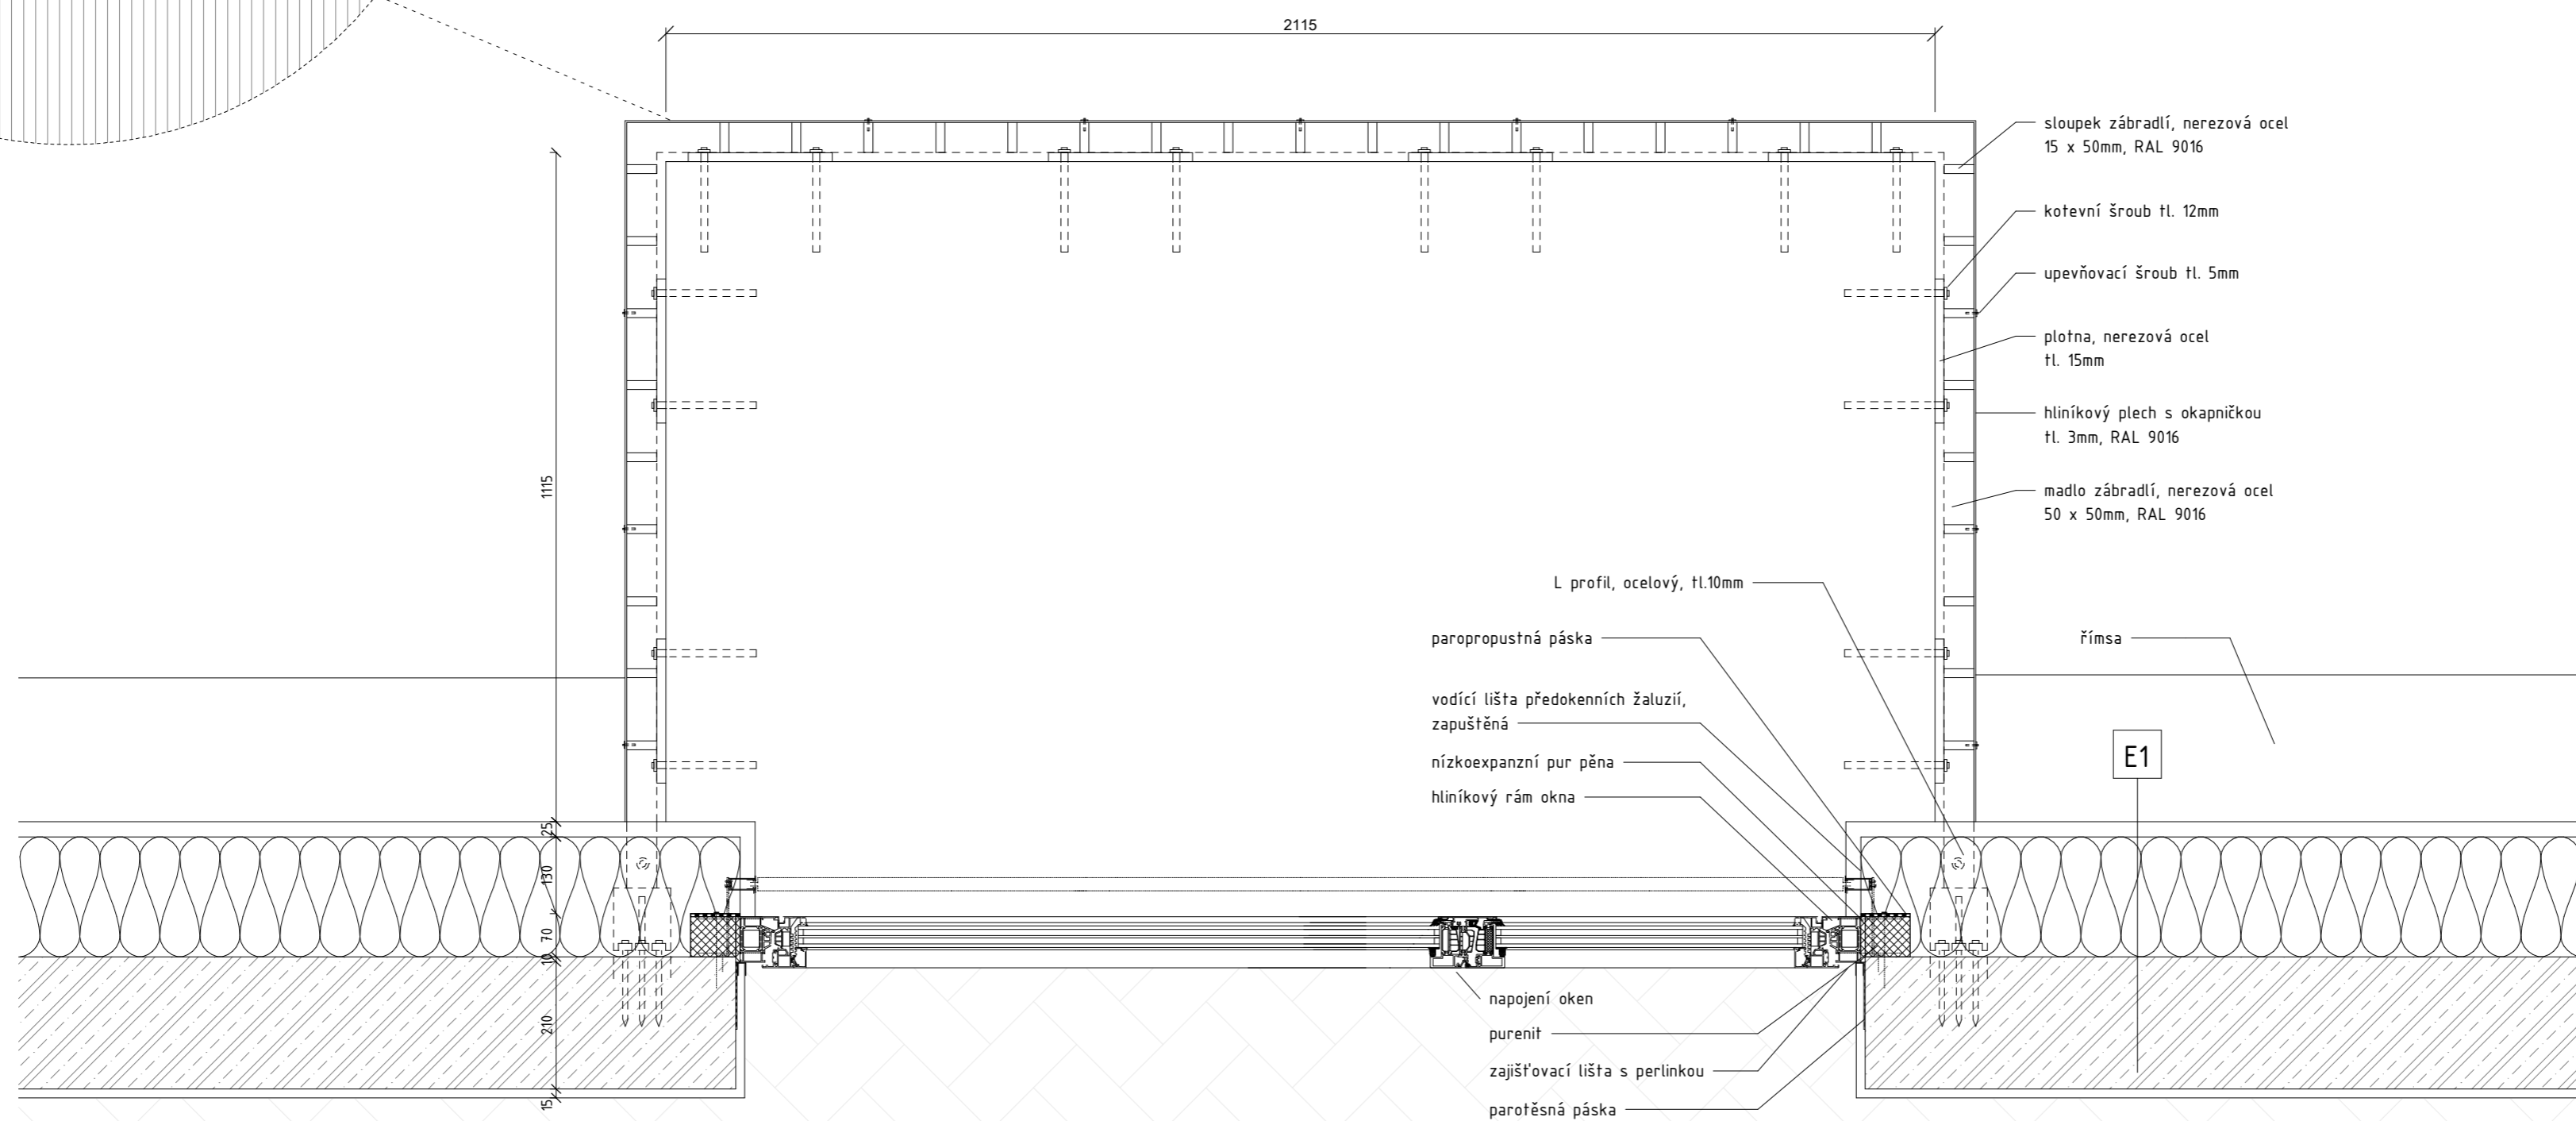 2115
sloupek zábradlí, nerezová ocel
15 x 50mm, RAL 9016
kotevní šroub tl. 12mm
upevňovací šroub tl. 5mm
plotna, nerezová ocel
tl. 15mm
hliníkový plech s okapničkou
tl. 3mm, RAL 9016
madlo zábradlí, nerezová ocel
50 x 50mm, RAL 9016
1115
L profil, ocelový, tl.10mm
paropropustná páska
římsa
vodící lišta předokenních žaluzií,
zapuštěná
nízkoexpanzní pur pěna
hliníkový rám okna
E1
25
130
70
10
210
15
napojení oken
purenit
zajišťovací lišta s perlinkou
parotěsná páska